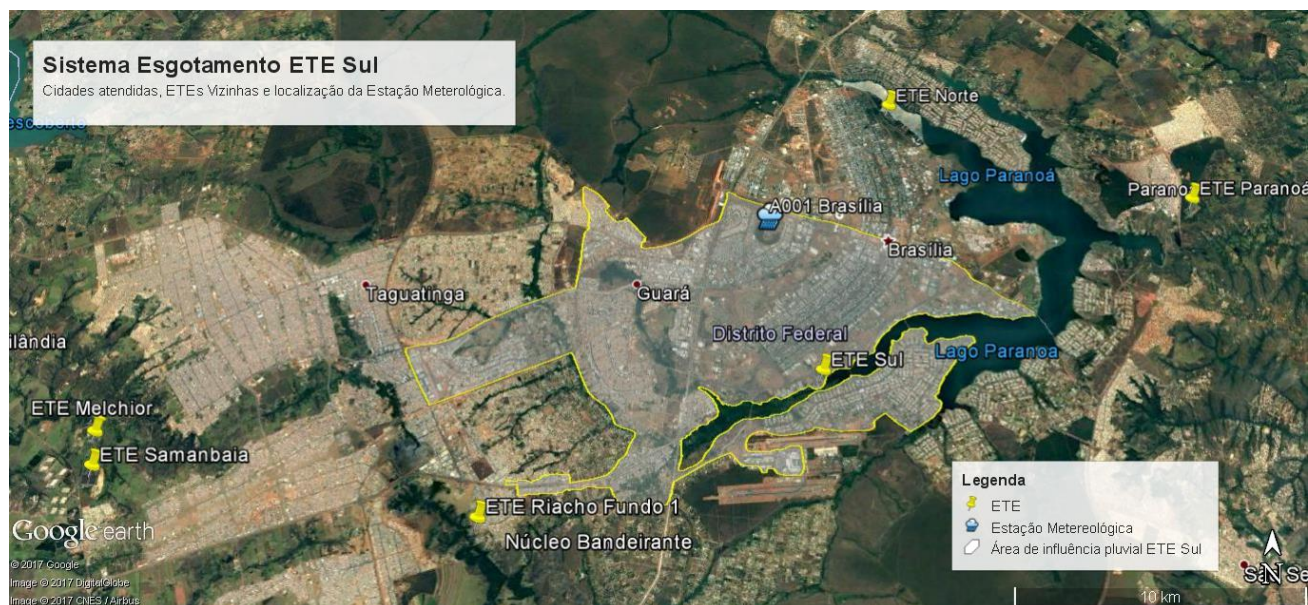 Sistema Esgotamento ETE Sul
Cidades atendidas, ETEs Vizinhas e localização da Estação Meterológica.
ETE Norte
Lago Paranoá
Parano
ETE Paranoá
A001 Brasília
Brasília
Taguatinga
Guará
Distrito Federal
ilândia
ETE Sul
Lago Paranoa
ETE Melchior
ETE Samanbaia
ETE Riacho Fundo 1
Núcleo Bandeirante
Legenda
ETE
Estação Metereológica
Área de influência pluvial ETE Sul
Google earth
© 2017 Google
Image © 2017 DigitalGlobe
Image © 2017 CNES / Airbus
N
10 km